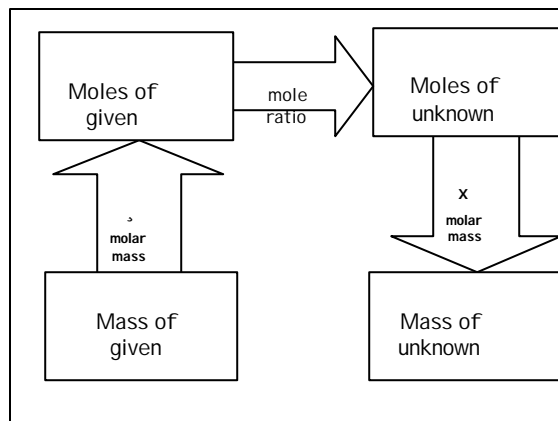 Moles of
given
mole
ratio
Moles of
unknown
molar
mass
X
molar
mass
Mass of
given
Mass of
unknown